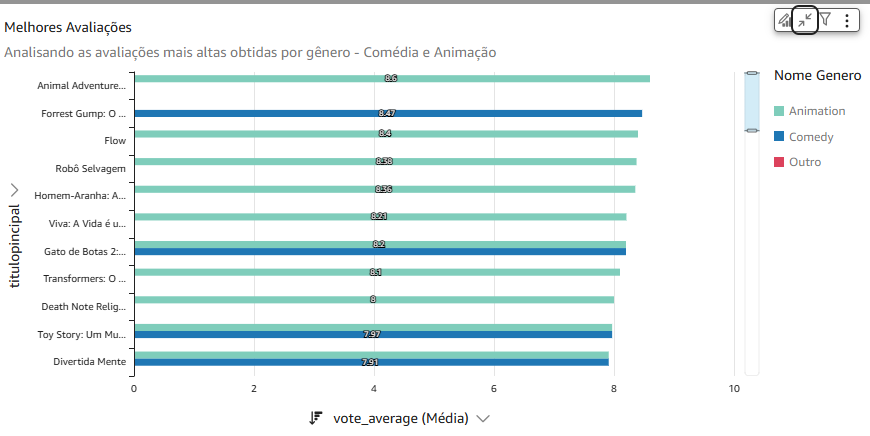 Melhores Avaliações
Analisando as avaliações mais altas obtidas por gênero - Comédia e Animação
Nome Genero
Animation
Comedy
Outro
titulopincipal
Animal Adventure... 8.6
Forrest Gump: O ... 8.47
Flow 8.4
Robô Selvagem 8.38
Homem-Aranha: A... 8.36
Viva: A Vida é u... 8.21
Gato de Botas 2:... 8.2
Transformers: O ... 8.1
Death Note Relig... 8
Toy Story: Um Mu... 7.97
Divertida Mente 7.91
0 2 4 6 8 10
vote_average (Média)